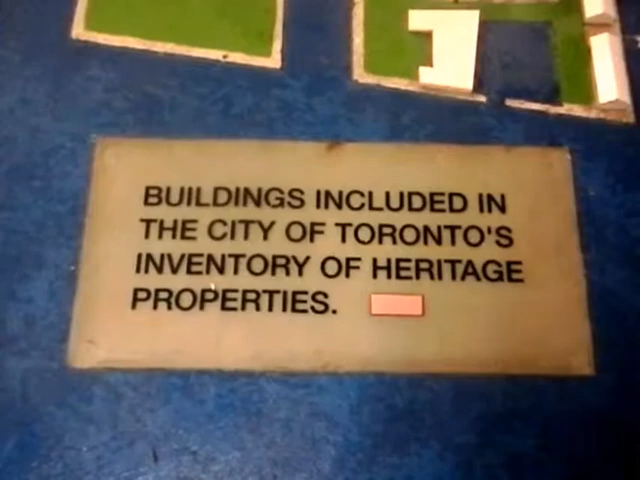 BUILDINGS INCLUDED IN
THE CITY OF TORONTO'S
INVENTORY OF HERITAGE
PROPERTIES.